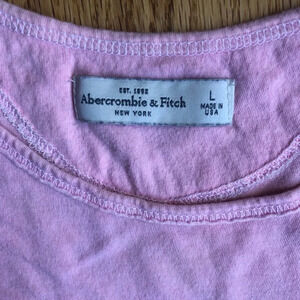 EST. 1892
Abercrombie & Fitch
NEW YORK
L
MADE IN
USA